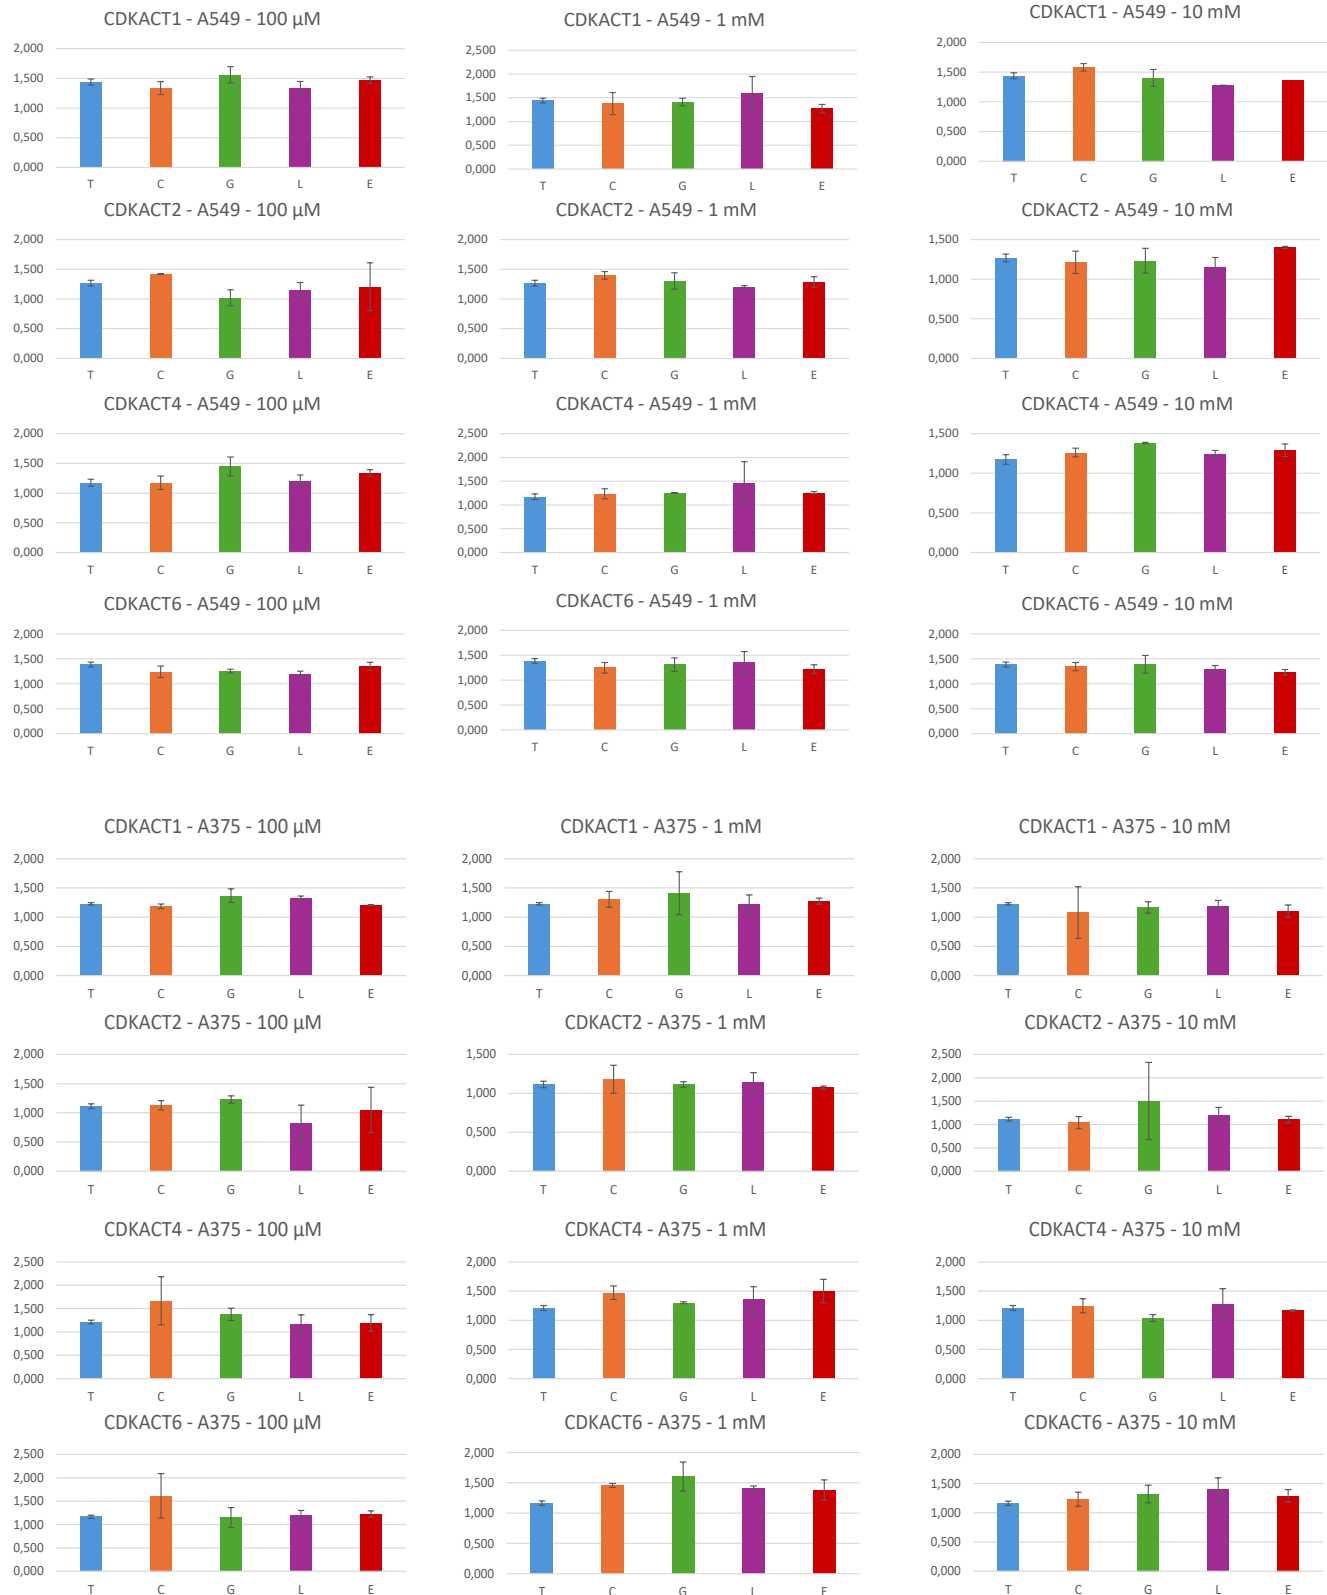 CDKACT1 - A549 - 100 µM
2,000
1,500
1,000
0,500
0,000
T C G L E
CDKACT1 - A549 - 1 mM
2,500
2,000
1,500
1,000
0,500
0,000
T C G L E
CDKACT1 - A549 - 10 mM
2,000
1,500
1,000
0,500
0,000
T C G L E
CDKACT2 - A549 - 100 µM
2,000
1,500
1,000
0,500
0,000
T C G L E
CDKACT2 - A549 - 1 mM
2,000
1,500
1,000
0,500
0,000
T C G L E
CDKACT2 - A549 - 10 mM
1,500
1,000
0,500
0,000
T C G L E
CDKACT4 - A549 - 100 µM
2,000
1,500
1,000
0,500
0,000
T C G L E
CDKACT4 - A549 - 1 mM
2,500
2,000
1,500
1,000
0,500
0,000
T C G L E
CDKACT4 - A549 - 10 mM
1,500
1,000
0,500
0,000
T C G L E
CDKACT6 - A549 - 100 µM
2,000
1,500
1,000
0,500
0,000
T C G L E
CDKACT6 - A549 - 1 mM
2,000
1,500
1,000
0,500
0,000
T C G L E
CDKACT6 - A549 - 10 mM
2,000
1,500
1,000
0,500
0,000
T C G L E
CDKACT1 - A375 - 100 µM
2,000
1,500
1,000
0,500
0,000
T C G L E
CDKACT1 - A375 - 1 mM
2,000
1,500
1,000
0,500
0,000
T C G L E
CDKACT1 - A375 - 10 mM
2,000
1,500
1,000
0,500
0,000
T C G L E
CDKACT2 - A375 - 100 µM
2,000
1,500
1,000
0,500
0,000
T C G L E
CDKACT2 - A375 - 1 mM
1,500
1,000
0,500
0,000
T C G L E
CDKACT2 - A375 - 10 mM
2,500
2,000
1,500
1,000
0,500
0,000
T C G L E
CDKACT4 - A375 - 100 µM
2,500
2,000
1,500
1,000
0,500
0,000
T C G L E
CDKACT4 - A375 - 1 mM
2,000
1,500
1,000
0,500
0,000
T C G L E
CDKACT4 - A375 - 10 mM
2,000
1,500
1,000
0,500
0,000
T C G L E
CDKACT6 - A375 - 100 µM
2,500
2,000
1,500
1,000
0,500
0,000
T C G L E
CDKACT6 - A375 - 1 mM
2,000
1,500
1,000
0,500
0,000
T C G L E
CDKACT6 - A375 - 10 mM
2,000
1,500
1,000
0,500
0,000
T C G L E